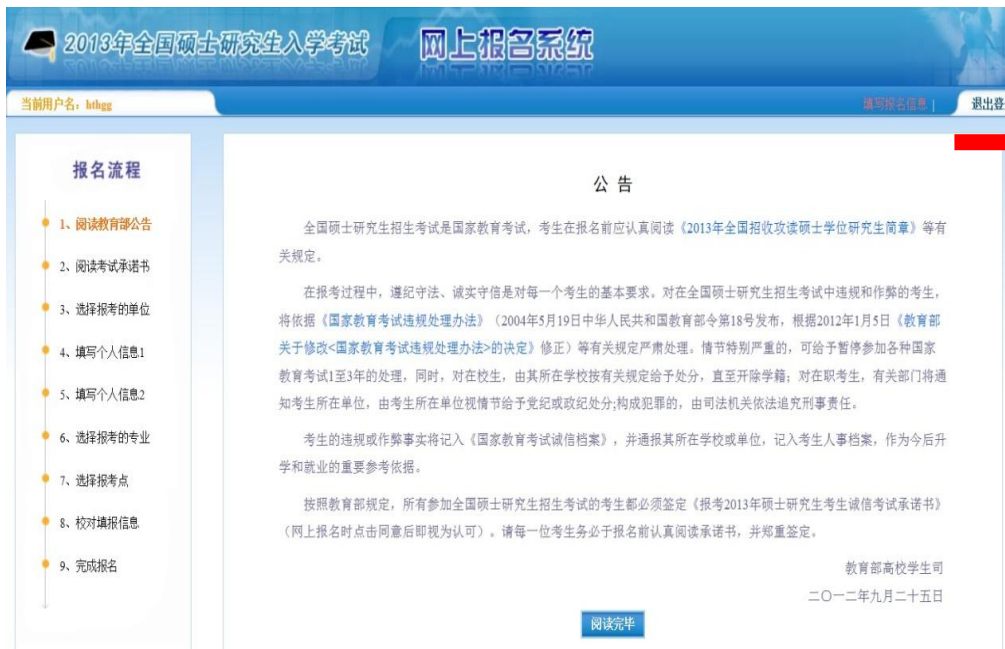 2013年全国硕士研究生入学考试
网上报名系统
当前用户名：hthgg
填写报名信息 |
退出登
报名流程
1、阅读教育部公告
2、阅读考试承诺书
3、选择报考的单位
4、填写个人信息1
5、填写个人信息2
6、选择报考的专业
7、选择报考点
8、校对填报信息
9、完成报名
公 告
全国硕士研究生招生考试是国家教育考试，考生在报名前应认真阅读《2013年全国招收攻读硕士学位研究生简章》等有
关规定。
在报考过程中，遵纪守法、诚实守信是对每一个考生的基本要求。对在全国硕士研究生招生考试中违规和作弊的考生，
将依据《国家教育考试违规处理办法》（2004年5月19日中华人民共和国教育部令第18号发布，根据2012年1月5日《教育部
关于修改<国家教育考试违规处理办法>的决定》修正）等有关规定严肃处理。情节特别严重的，可给予暂停参加各种国家
教育考试1至3年的处理，同时，对在校生，由其所在学校按有关规定给予处分，直至开除学籍；对在职考生，有关部门将通
知考生所在单位，由考生所在单位视情节给予党纪或政纪处分;构成犯罪的，由司法机关依法追究刑事责任。
考生的违规或作弊事实将记入《国家教育考试诚信档案》，并通报其所在学校或单位，记入考生人事档案，作为今后升
学和就业的重要参考依据。
按照教育部规定，所有参加全国硕士研究生招生考试的考生都必须签定《报考2013年硕士研究生考生诚信考试承诺书》
（网上报名时点击同意后即视为认可）。请每一位考生务必于报名前认真阅读承诺书，并郑重签定。
教育部高校学生司
二〇一二年九月二十五日
阅读完毕